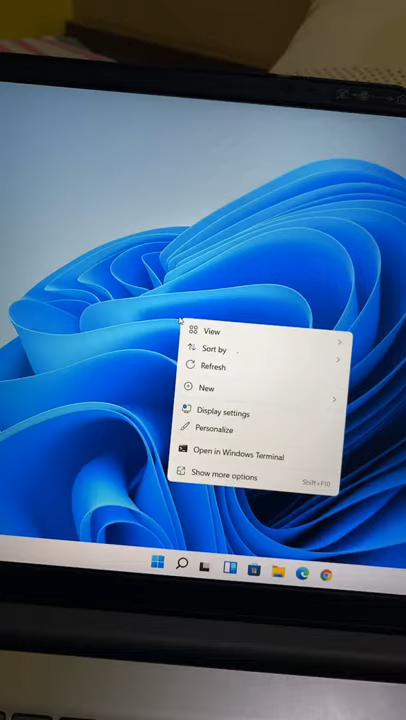 View
Sort by
Refresh
New
Display settings
Personalize
Open in Windows Terminal
Show more options Shift+F10